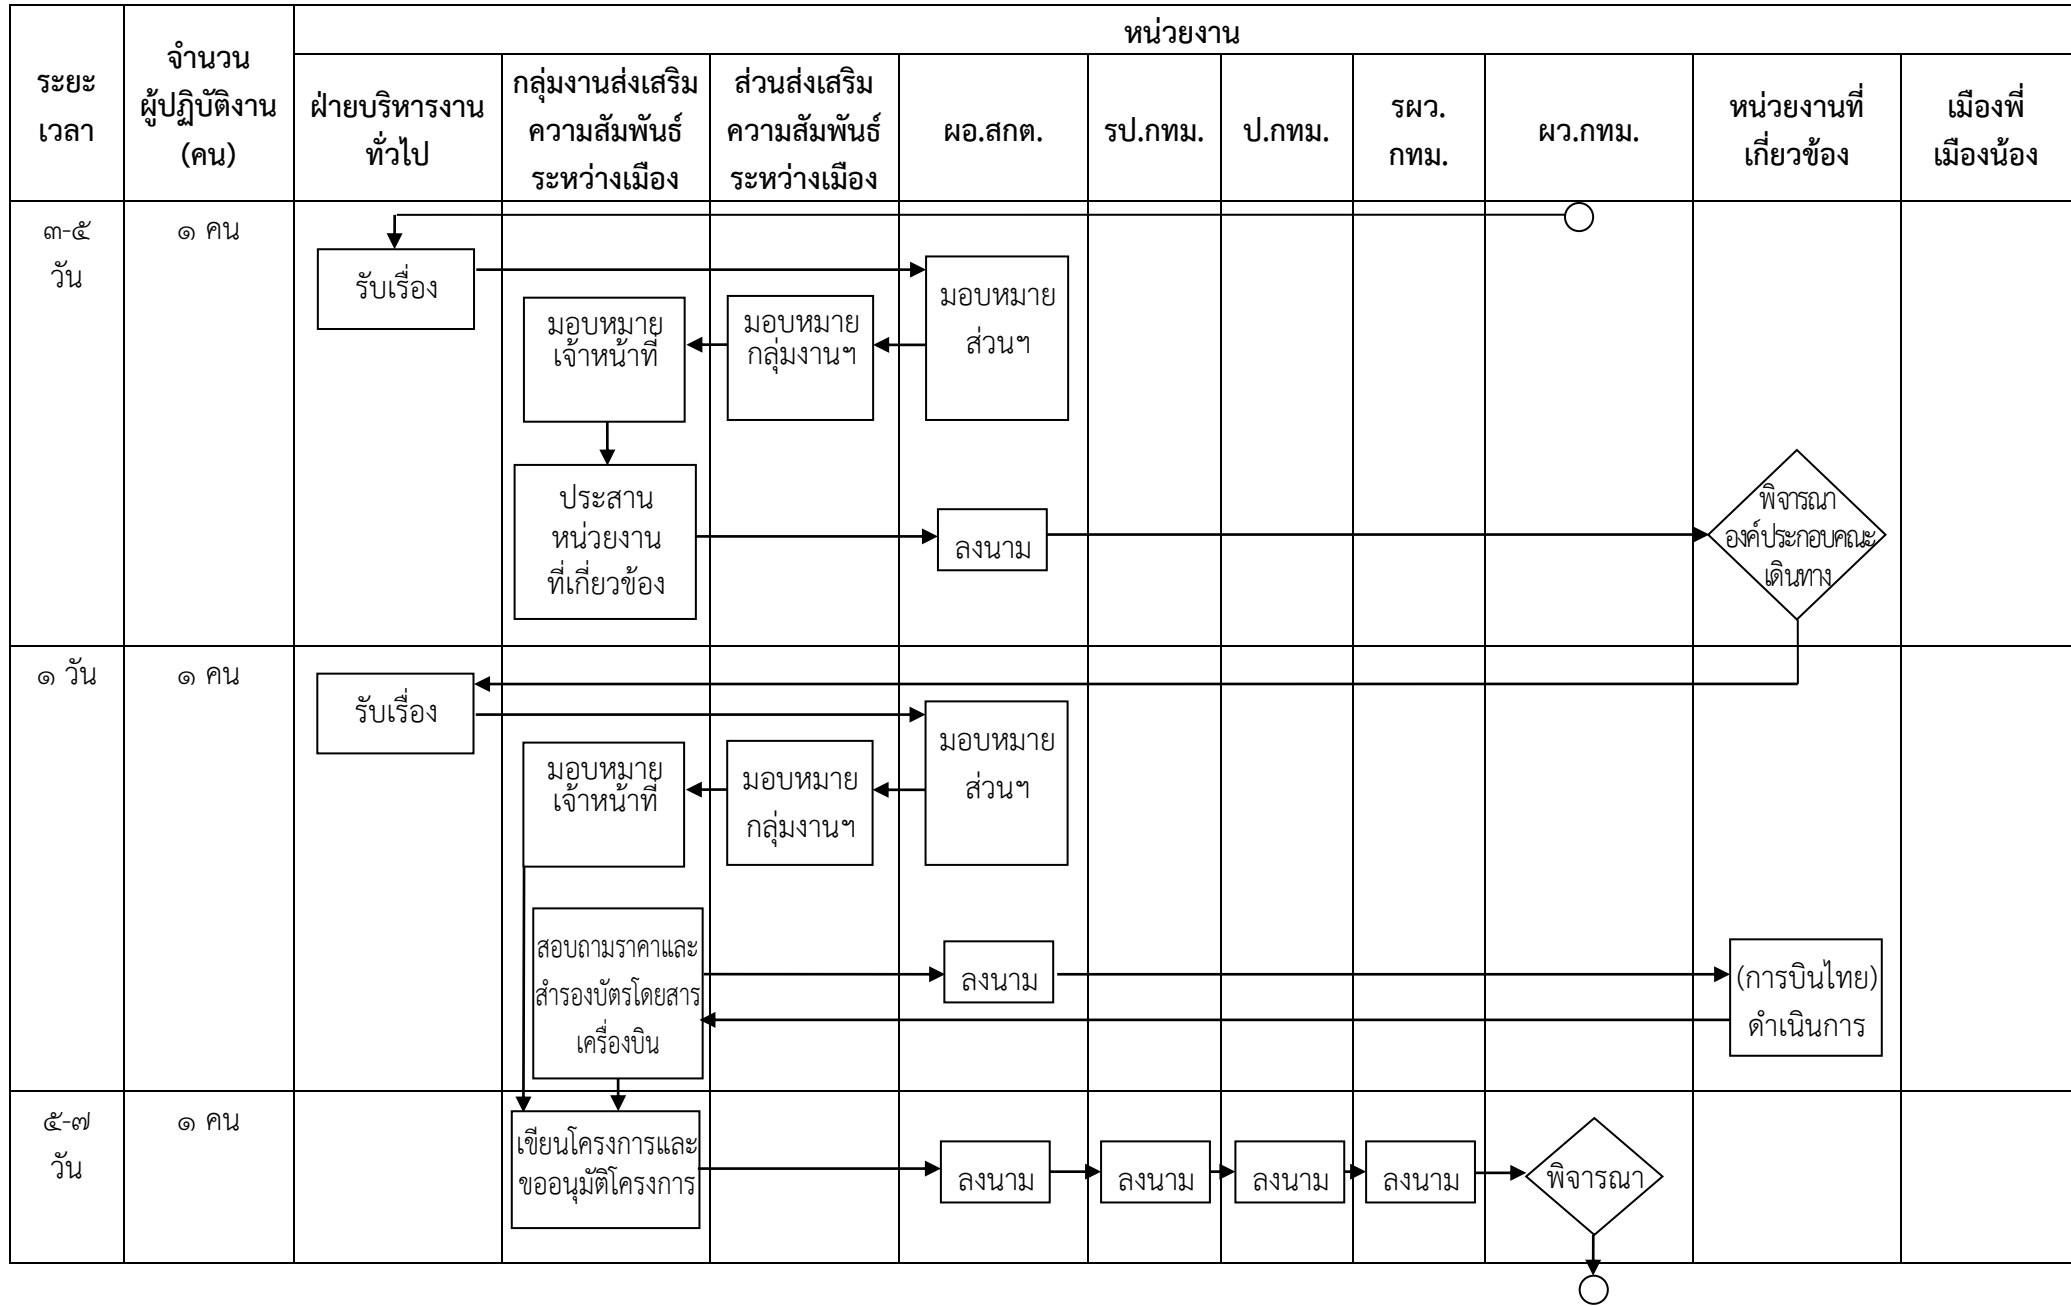 หน่วยงาน
ระยะ
เวลา
จำนวน
ผู้ปฏิบัติงาน
(คน)
ฝ่ายบริหารงาน
ทั่วไป
กลุ่มงานส่งเสริม
ความสัมพันธ์
ระหว่างเมือง
ส่วนส่งเสริม
ความสัมพันธ์
ระหว่างเมือง
ผอ.สกต.
รป.กทม.
ป.กทม.
รผว.
กทม.
ผว.กทม.
หน่วยงานที่
เกี่ยวข้อง
เมืองพี่
เมืองน้อง
๓-๕
วัน
๑ คน
รับเรื่อง
มอบหมาย
ส่วนฯ
มอบหมาย
กลุ่มงานฯ
มอบหมาย
เจ้าหน้าที่
ประสาน
หน่วยงาน
ที่เกี่ยวข้อง
ลงนาม
พิจารณา
องค์ประกอบคณะ
เดินทาง
๑ วัน
๑ คน
รับเรื่อง
มอบหมาย
ส่วนฯ
มอบหมาย
กลุ่มงานฯ
มอบหมาย
เจ้าหน้าที่
สอบถามราคาและ
สำรองบัตรโดยสาร
เครื่องบิน
ลงนาม
(การบินไทย)
ดำเนินการ
๕-๗
วัน
๑ คน
เขียนโครงการและ
ขออนุมัติโครงการ
ลงนาม
ลงนาม
ลงนาม
ลงนาม
พิจารณา